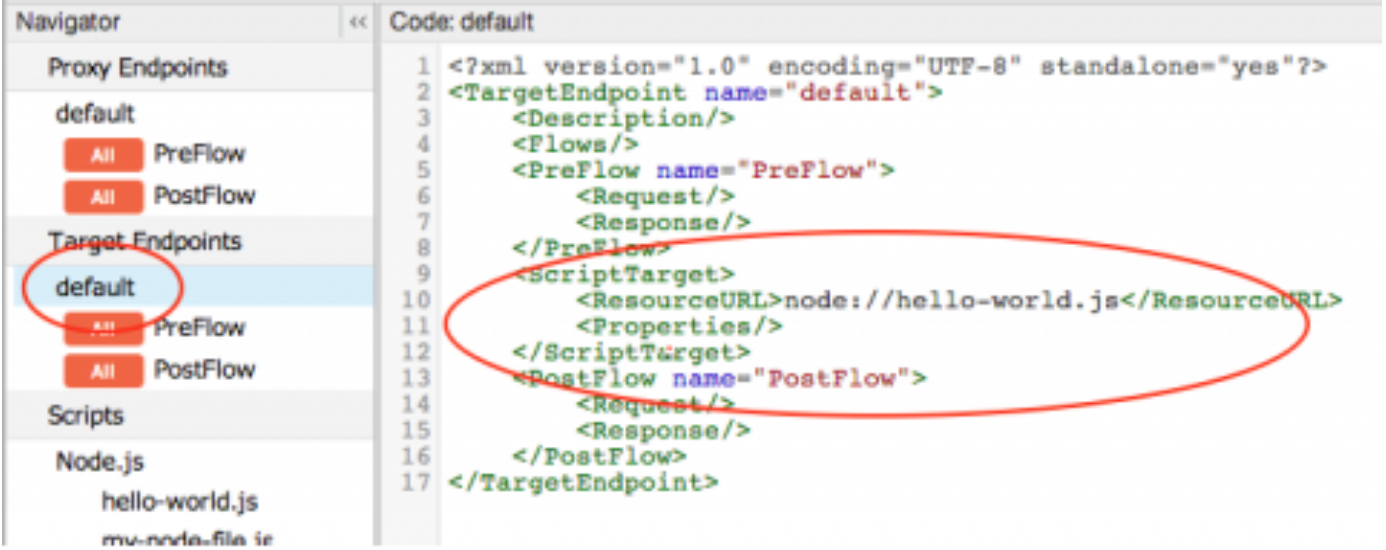 Navigator <<
Proxy Endpoints
default
All PreFlow
All PostFlow
Target Endpoints
default
All PreFlow
All PostFlow
Scripts
Node.js
hello-world.js
my-node-file.js
Code: default
1 <?xml version="1.0" encoding="UTF-8" standalone="yes"?>
2 <TargetEndpoint name="default">
3 <Description/>
4 <Flows/>
5 <PreFlow name="PreFlow">
6 <Request/>
7 <Response/>
8 </PreFlow>
9 <ScriptTarget>
10 <ResourceURL>node://hello-world.js</ResourceURL>
11 <Properties/>
12 </ScriptTarget>
13 <PostFlow name="PostFlow">
14 <Request/>
15 <Response/>
16 </PostFlow>
17 </TargetEndpoint>